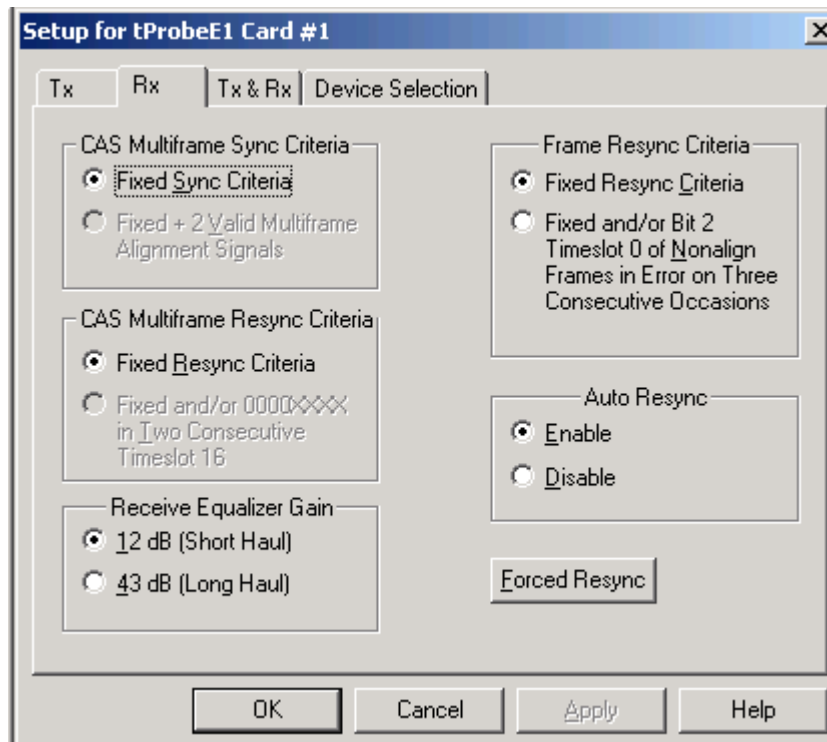 Setup for tProbeE1 Card #1
Tx
Rx
Tx & Rx
Device Selection
CAS Multiframe Sync Criteria
Fixed Sync Criteria
Fixed + 2 Valid Multiframe
Alignment Signals
CAS Multiframe Resync Criteria
Fixed Resync Criteria
Fixed and/or 0000XXXX
in Two Consecutive
Timeslot 16
Receive Equalizer Gain
12 dB (Short Haul)
43 dB (Long Haul)
Frame Resync Criteria
Fixed Resync Criteria
Fixed and/or Bit 2
Timeslot 0 of Nonalign
Frames in Error on Three
Consecutive Occasions
Auto Resync
Enable
Disable
Forced Resync
OK
Cancel
Apply
Help